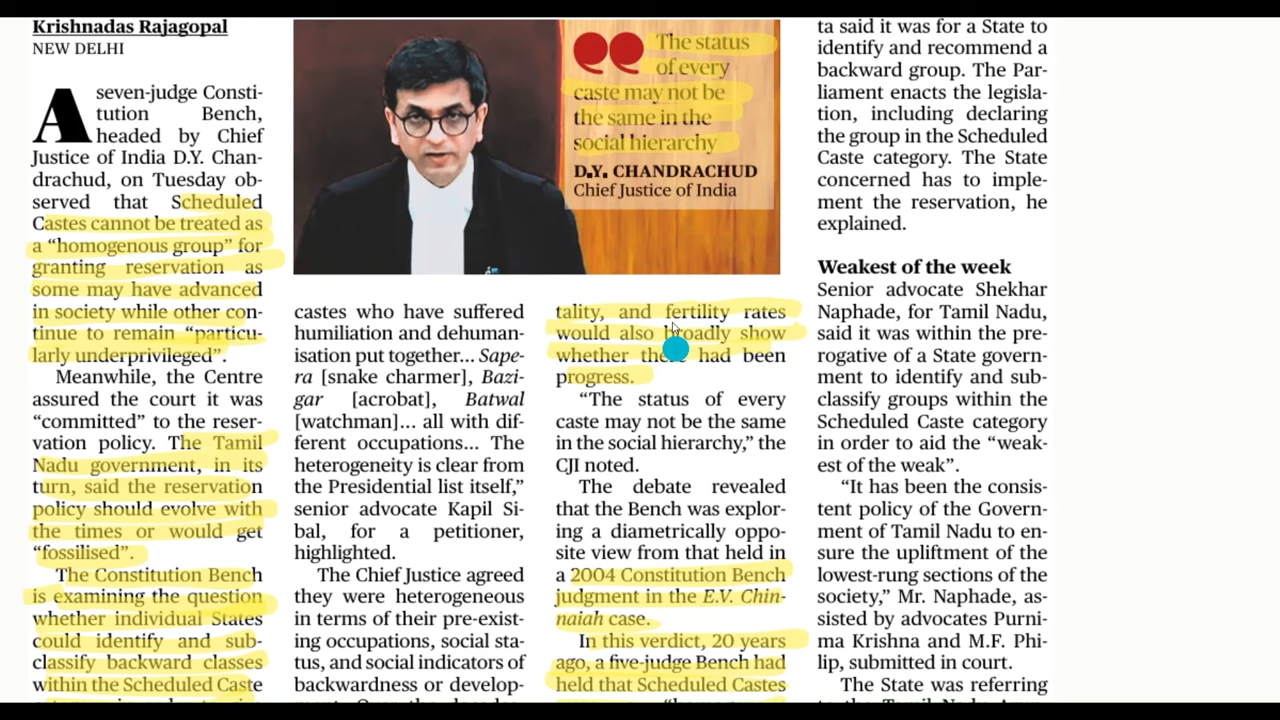 Krishnadas Rajagopal
NEW DELHI
A seven-judge Consti-
tution Bench,
headed by Chief
Justice of India D.Y. Chan-
drachud, on Tuesday ob-
served that Scheduled
Castes cannot be treated as
a “homogenous group” for
granting reservation as
some may have advanced
in society while other con-
tinue to remain “particu-
larly underprivileged”.
Meanwhile, the Centre
assured the court it was
“committed” to the reser-
vation policy. The Tamil
Nadu government, in its
turn, said the reservation
policy should evolve with
the times or would get
“fossilised”.
The Constitution Bench
is examining the question
whether individual States
could identify and sub-
classify backward classes
within the Scheduled Caste
The status
of every
caste may not be
the same in the
social hierarchy
D.Y. CHANDRACHUD
Chief Justice of India
castes who have suffered
humiliation and dehuman-
isation put together... Sape-
ra [snake charmer], Bazi-
gar [acrobat], Batwal
[watchman]... all with dif-
ferent occupations... The
heterogeneity is clear from
the Presidential list itself,”
senior advocate Kapil Si-
bal, for a petitioner,
highlighted.
The Chief Justice agreed
they were heterogeneous
in terms of their pre-exist-
ing occupations, social sta-
tus, and social indicators of
backwardness or develop-
tality, and fertility rates
would also broadly show
whether there had been
progress.
“The status of every
caste may not be the same
in the social hierarchy,” the
CJI noted.
The debate revealed
that the Bench was explor-
ing a diametrically oppo-
site view from that held in
a 2004 Constitution Bench
judgment in the E.V. Chin-
naiah case.
In this verdict, 20 years
ago, a five-judge Bench had
held that Scheduled Castes
ta said it was for a State to
identify and recommend a
backward group. The Par-
liament enacts the legisla-
tion, including declaring
the group in the Scheduled
Caste category. The State
concerned has to imple-
ment the reservation, he
explained.
Weakest of the week
Senior advocate Shekhar
Naphade, for Tamil Nadu,
said it was within the pre-
rogative of a State govern-
ment to identify and sub-
classify groups within the
Scheduled Caste category
in order to aid the “weak-
est of the weak”.
“It has been the consis-
tent policy of the Govern-
ment of Tamil Nadu to en-
sure the upliftment of the
lowest-rung sections of the
society,” Mr. Naphade, as-
sisted by advocates Purni-
ma Krishna and M.F. Phi-
lip, submitted in court.
The State was referring